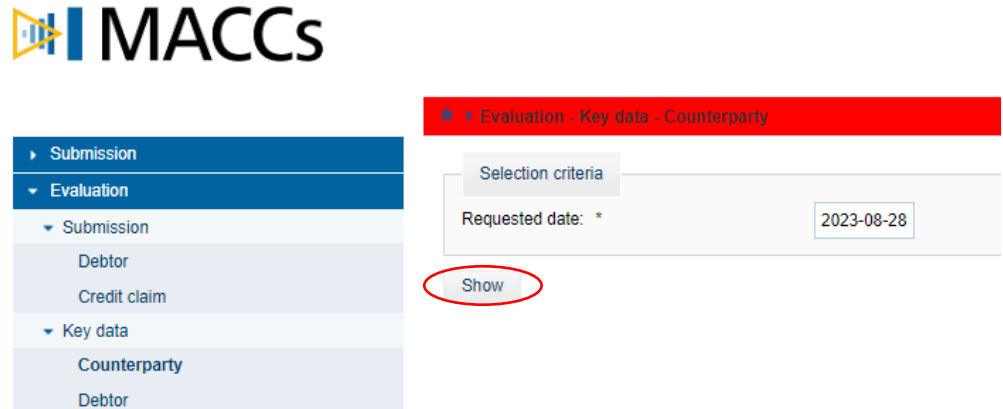 MACCs
Submission
Evaluation
Submission
Debtor
Credit claim
Key data
Counterparty
Debtor
Evaluation - Key data - Counterparty
Selection criteria
Requested date: * 2023-08-28
Show